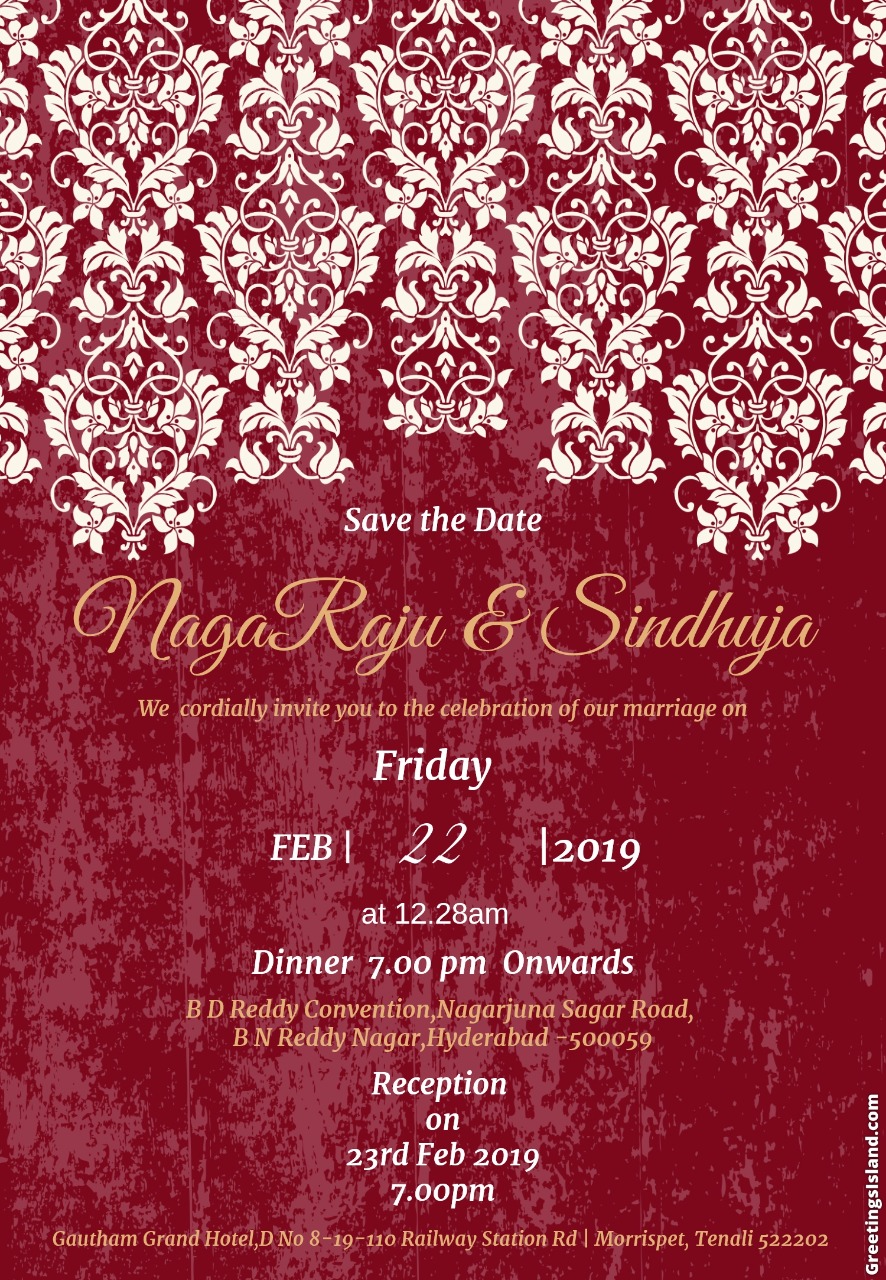 Save the Date
NagaRaju & Sindhuja
We cordially invite you to the celebration of our marriage on
Friday
FEB | 22 |2019
at 12.28am
Dinner 7.00 pm Onwards
B D Reddy Convention,Nagarjuna Sagar Road,
B N Reddy Nagar,Hyderabad -500059
Reception
on
23rd Feb 2019
7.00pm
Gautham Grand Hotel,D No 8-19-110 Railway Station Rd | Morrispet, Tenali 522202
GreetingsIsland.com